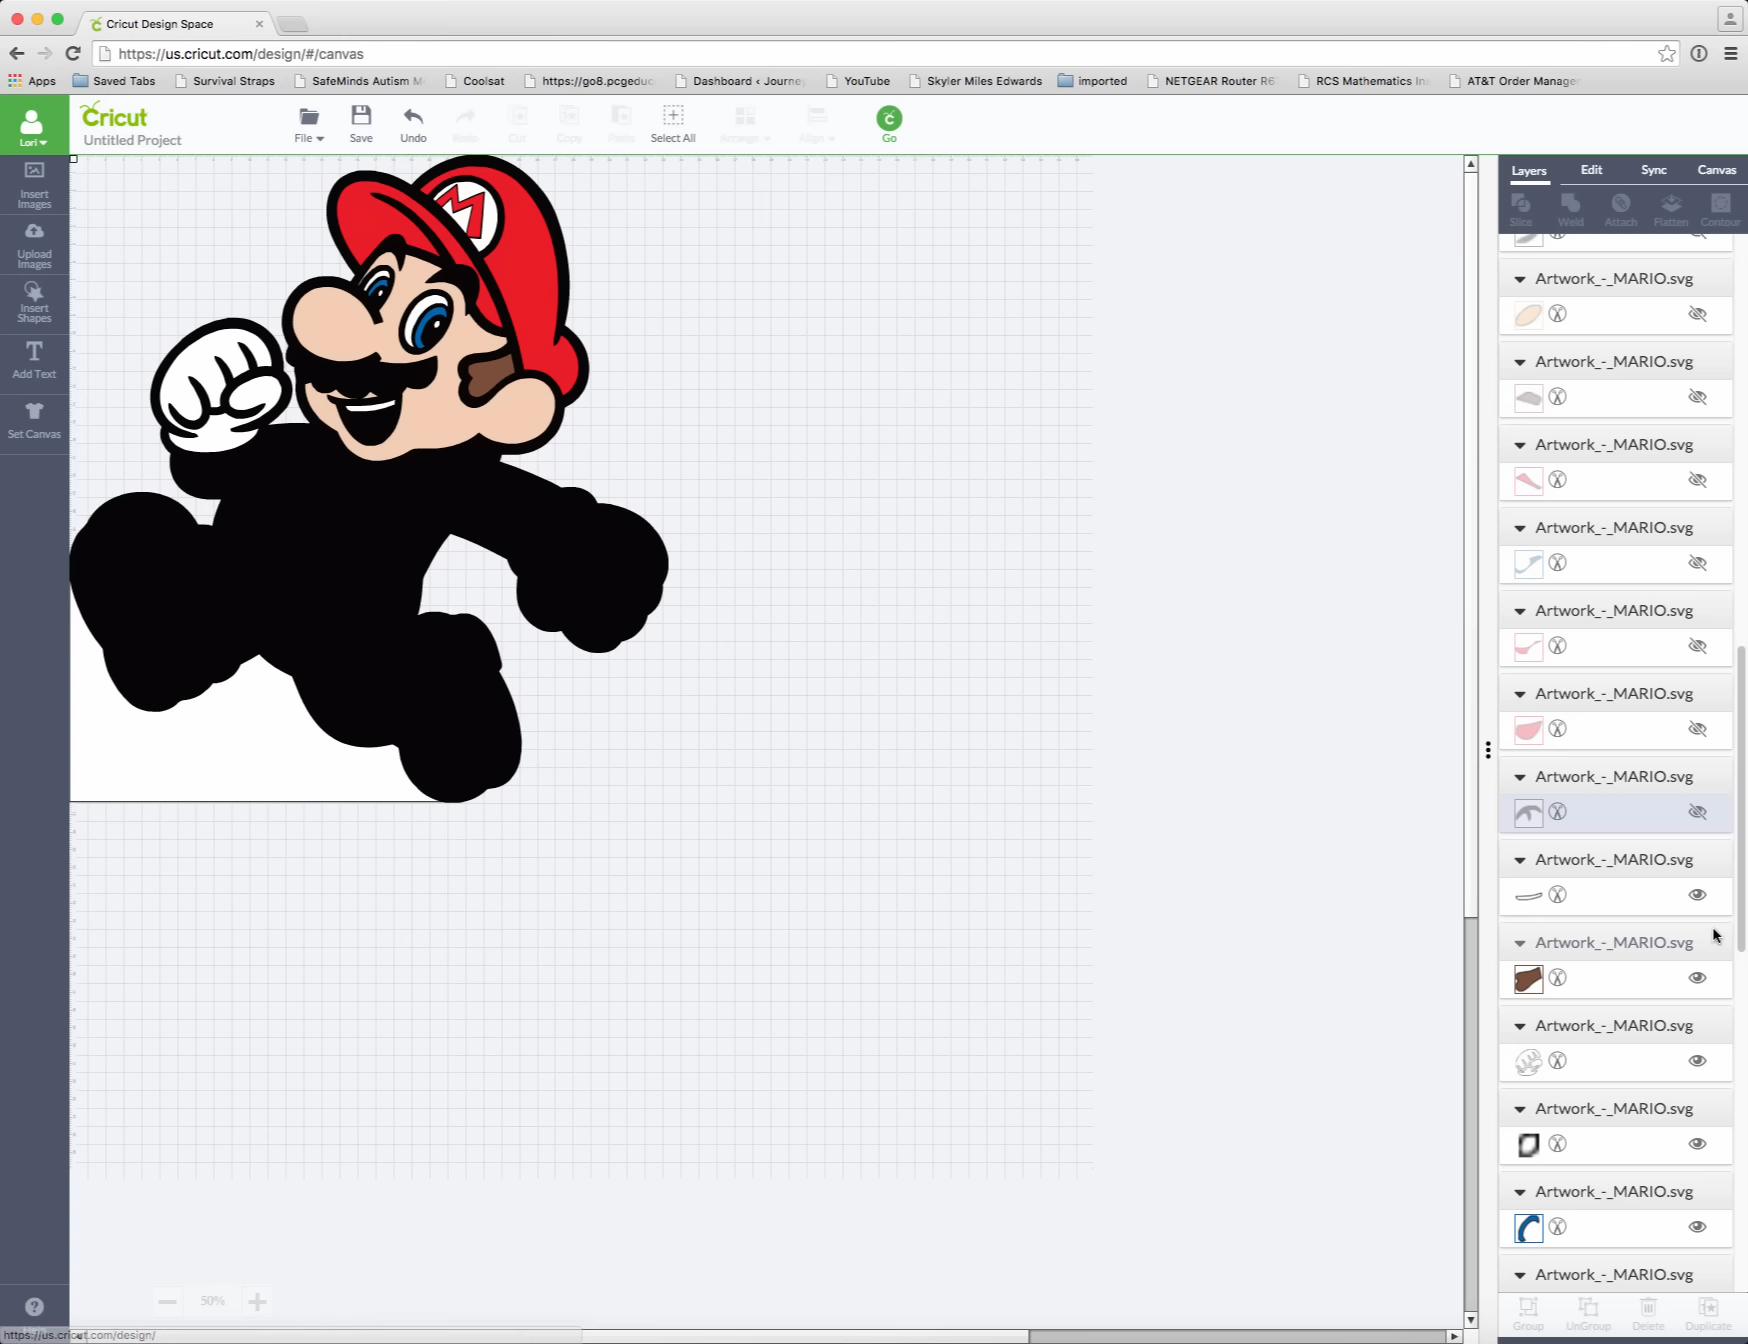 Cricut Design Space
https://us.cricut.com/design/#/canvas
Apps Saved Tabs Survival Straps SafeMinds Autism Coolsat https://go8.pcgeduc Dashboard ‹ Journey YouTube Skyler Miles Edwards imported NETGEAR Router R6 RCS Mathematics In AT&T Order Manager
Lori
Cricut
Untitled Project
File Save Undo Redo Cut Copy Paste Select All Arrange Align Go
Insert
Images
Upload
Images
Insert
Shapes
Add Text
Set Canvas
M
Layers Edit Sync Canvas
Slice Weld Attach Flatten Contour
Artwork_-_MARIO.svg
Artwork_-_MARIO.svg
Artwork_-_MARIO.svg
Artwork_-_MARIO.svg
Artwork_-_MARIO.svg
Artwork_-_MARIO.svg
Artwork_-_MARIO.svg
Artwork_-_MARIO.svg
Artwork_-_MARIO.svg
Artwork_-_MARIO.svg
Artwork_-_MARIO.svg
Artwork_-_MARIO.svg
Artwork_-_MARIO.svg
50%
Group UnGroup Delete Duplicate
https://us.cricut.com/design/